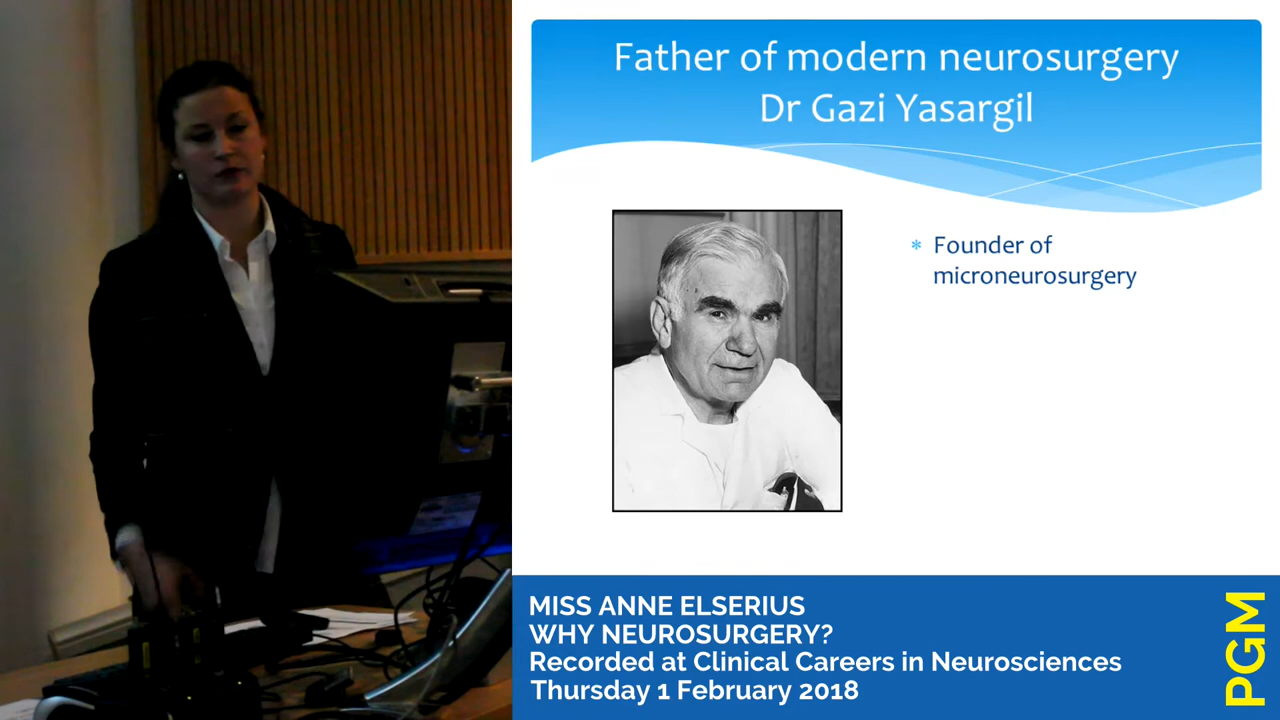 Father of modern neurosurgery
Dr Gazi Yasargil
* Founder of
microneurosurgery
MISS ANNE ELSERIUS
WHY NEUROSURGERY?
Recorded at Clinical Careers in Neurosciences
Thursday 1 February 2018
PGM